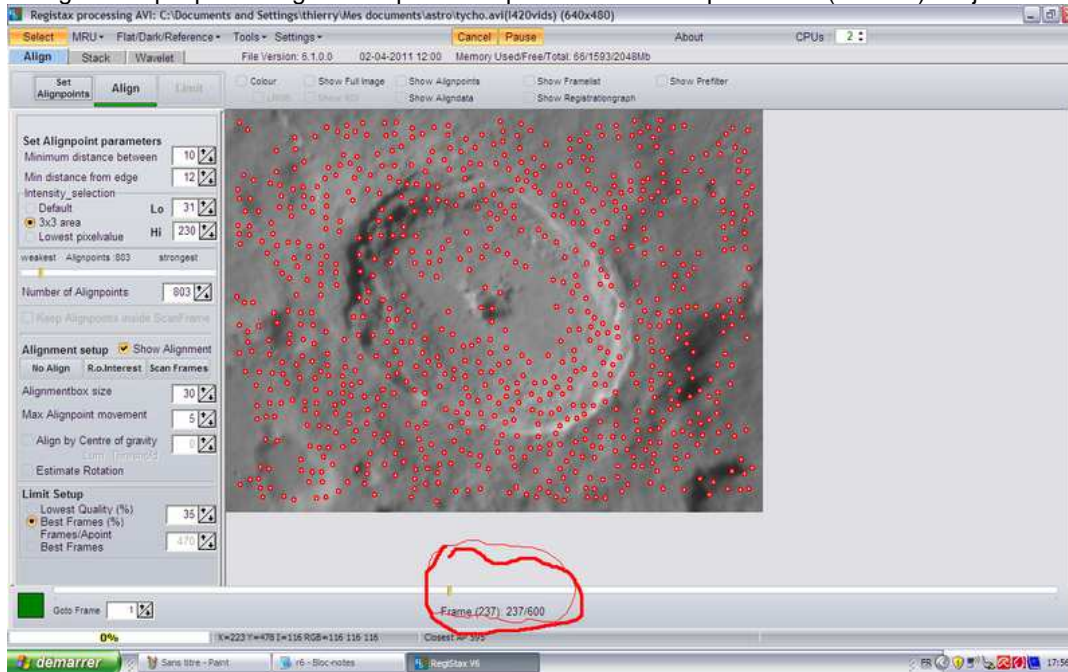 Registax processing AVI: C:\Documents and Settings\thierry\Mes documents\astro\tycho.avi(I420vids) (640x480)
Select MRU Flat/Dark/Reference Tools Settings Cancel Pause About CPUs 2
Align Stack Wavelet File Version: 6.1.0.0 02-04-2011 12:00 Memory Used/Free/Total: 66/1593/2048Mb
Set Alignpoints Align Limit
Colour Show Full Image Show Alignpoints Show Framelist Show Prefilter
Show Aligndata Show Registrationgraph
Set Alignpoint parameters
Minimum distance between 10
Min distance from edge 12
Intensity_selection
Default Lo 31
3x3 area
Lowest pixelvalue Hi 230
weakest Alignpoints :803 strongest
Number of Alignpoints 803
Keep Alignpoints inside ScanFrame
Alignment setup Show Alignment
No Align R.o.Interest Scan Frames
Alignmentbox size 30
Max Alignpoint movement 5
Align by Centre of gravity 0
Estimate Rotation
Limit Setup
Lowest Quality (%)
Best Frames (%) 35
Frames/Apoint
Best Frames 470
Goto Frame 1
Frame (237) 237/600
0% X=223 Y=478 I=116 RGB=116 116 116 Closest AP 595
démarrer Sans titre - Paint r6 - Bloc-notes RegiStax V6 FR 17:56